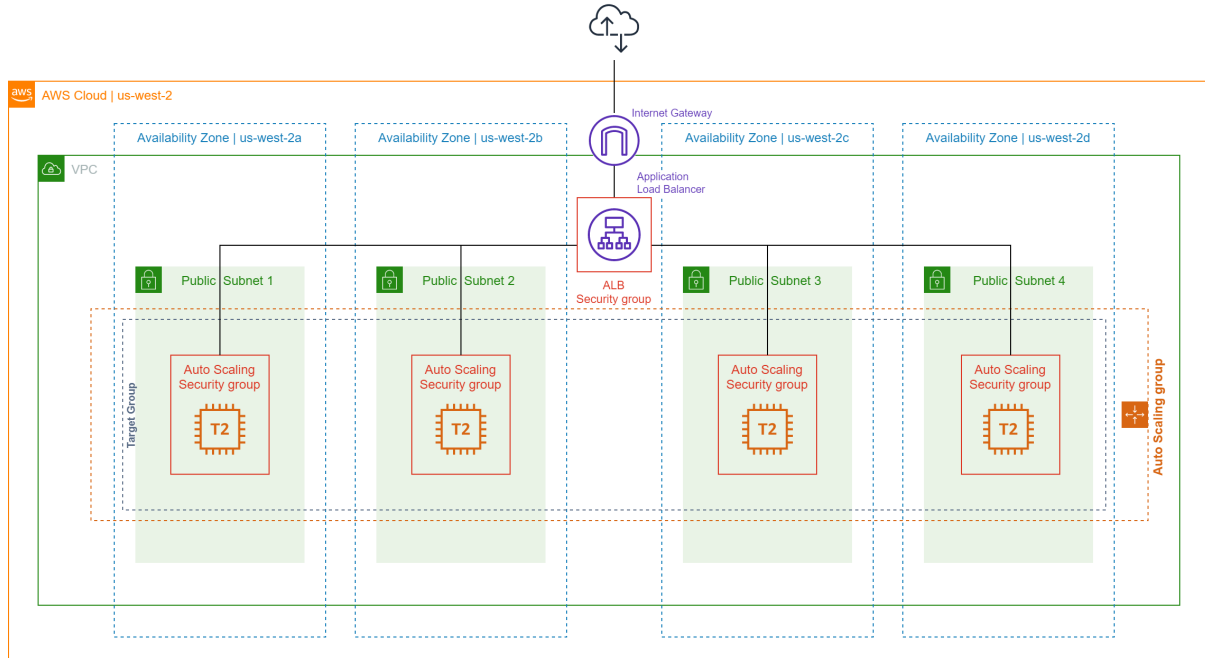 aws
AWS Cloud | us-west-2
Internet Gateway
Availability Zone | us-west-2a
Availability Zone | us-west-2b
Availability Zone | us-west-2c
Availability Zone | us-west-2d
VPC
Application
Load Balancer
Public Subnet 1
Public Subnet 2
ALB
Security group
Public Subnet 3
Public Subnet 4
Target Group
Auto Scaling
Security group
T2
Auto Scaling
Security group
T2
Auto Scaling
Security group
T2
Auto Scaling
Security group
T2
Auto Scaling group